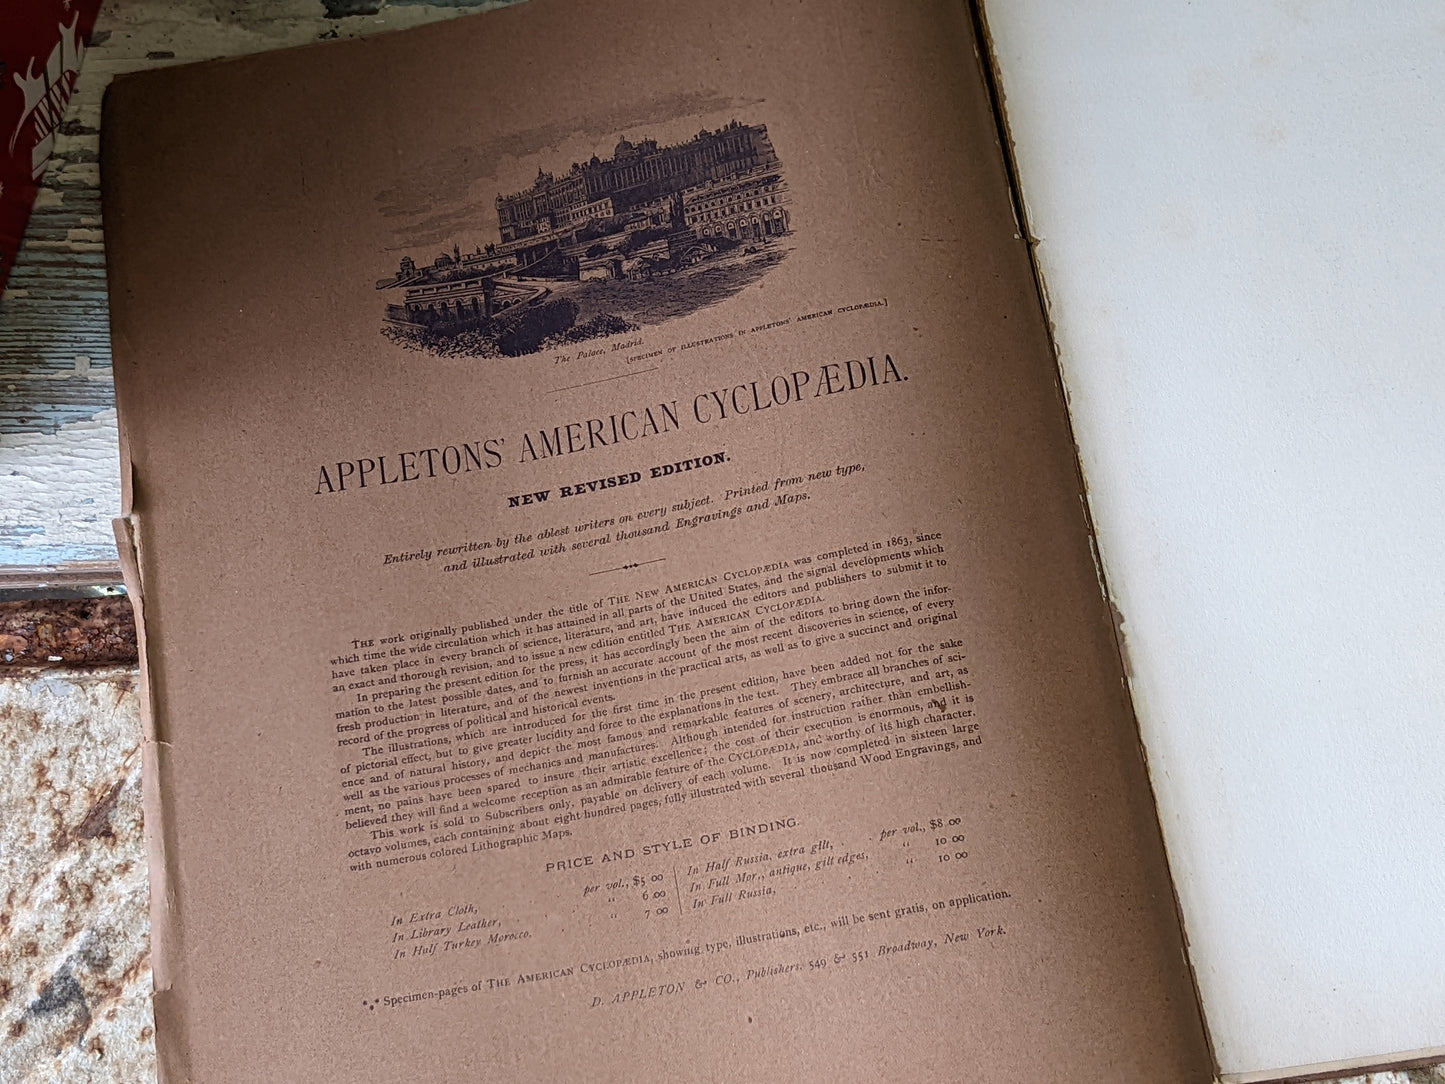 The Palace, Madrid.
[SPECIMEN OF ILLUSTRATIONS IN APPLETONS' AMERICAN CYCLOPÆDIA.]
APPLETONS' AMERICAN CYCLOPÆDIA.
NEW REVISED EDITION.
Entirely rewritten by the ablest writers on every subject. Printed from new type,
and illustrated with several thousand Engravings and Maps.
THE work originally published under the title of THE NEW AMERICAN CYCLOPÆDIA was completed in 1863, since
which time the wide circulation which it has attained in all parts of the United States, and the signal developments which
have taken place in every branch of science, literature, and art, have induced the editors and publishers to submit it to
an exact and thorough revision, and to issue a new edition entitled THE AMERICAN CYCLOPÆDIA.
In preparing the present edition for the press, it has accordingly been the aim of the editors to bring down the infor-
mation to the latest possible dates, and to furnish an accurate account of the most recent discoveries in science, of every
fresh production in literature, and of the newest inventions in the practical arts, as well as to give a succinct and original
record of the progress of political and historical events.
The illustrations, which are introduced for the first time in the present edition, have been added not for the sake
of pictorial effect, but to give greater lucidity and force to the explanations in the text. They embrace all branches of sci-
ence and of natural history, and depict the most famous and remarkable features of scenery, architecture, and art, as
well as the various processes of mechanics and manufactures. Although intended for instruction rather than embellish-
ment, no pains have been spared to insure their artistic excellence; the cost of their execution is enormous, and it is
believed they will find a welcome reception as an admirable feature of the CYCLOPÆDIA, and worthy of its high character.
This work is sold to Subscribers only, payable on delivery of each volume. It is now completed in sixteen large
octavo volumes, each containing about eight hundred pages, fully illustrated with several thousand Wood Engravings, and
with numerous colored Lithographic Maps.
PRICE AND STYLE OF BINDING.
In Extra Cloth, per vol., $5 00
In Library Leather, " 6 00
In Half Turkey Morocco, " 7 00
In Half Russia, extra gilt, per vol., $8 00
In Full Mor., antique, gilt edges, " 10 00
In Full Russia, " 10 00
⁂ Specimen-pages of THE AMERICAN CYCLOPÆDIA, showing type, illustrations, etc., will be sent gratis, on application.
D. APPLETON & CO., Publishers, 549 & 551 Broadway, New York.